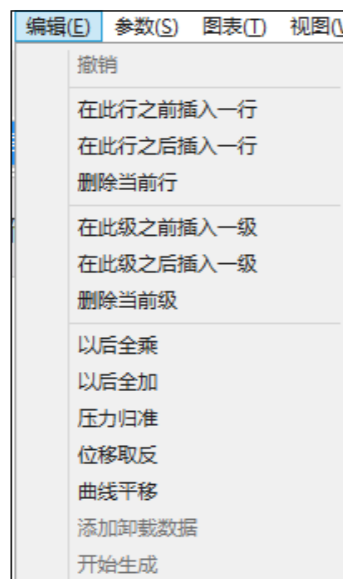 编辑(E) 参数(S) 图表(T) 视图(V
撤销
在此行之前插入一行
在此行之后插入一行
删除当前行
在此级之前插入一级
在此级之后插入一级
删除当前级
以后全乘
以后全加
压力归准
位移取反
曲线平移
添加卸载数据
开始生成